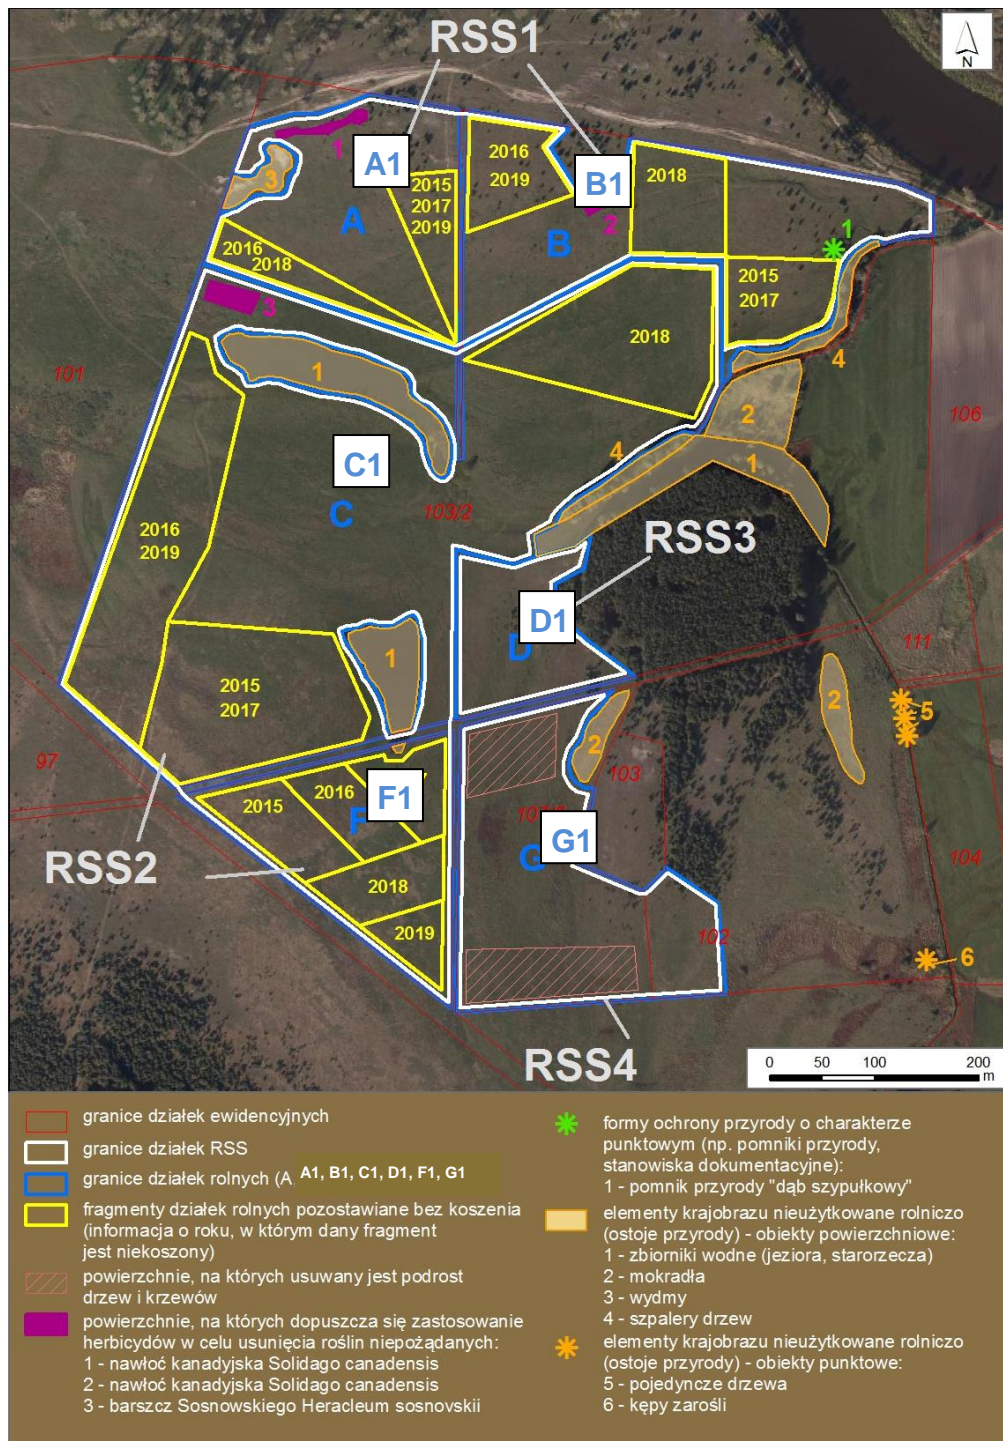 RSS1
N
A1
1
3
A
2015
2017
2019
2016
2018
2016
2019
B1
2
B
2018
1
2015
2017
3
101
1
2018
4
2
4
1
106
C1
C
103/2
RSS3
2016
2019
D1
D
111
1
2015
2017
2
5
97
2
103
2015
2016
F1
F
G1
G
104
RSS2
2018
2019
102
6
RSS4
0 50 100 200
m
granice działek ewidencyjnych
granice działek RSS
granice działek rolnych (A A1, B1, C1, D1, F1, G1
fragmenty działek rolnych pozostawiane bez koszenia
(informacja o roku, w którym dany fragment
jest niekoszony)
powierzchnie, na których usuwany jest podrost
drzew i krzewów
powierzchnie, na których dopuszcza się zastosowanie
herbicydów w celu usunięcia roślin niepożądanych:
1 - nawłoć kanadyjska Solidago canadensis
2 - nawłoć kanadyjska Solidago canadensis
3 - barszcz Sosnowskiego Heracleum sosnovskii
formy ochrony przyrody o charakterze
punktowym (np. pomniki przyrody,
stanowiska dokumentacyjne):
1 - pomnik przyrody "dąb szypułkowy"
elementy krajobrazu nieużytkowane rolniczo
(ostoje przyrody) - obiekty powierzchniowe:
1 - zbiorniki wodne (jeziora, starorzecza)
2 - mokradła
3 - wydmy
4 - szpalery drzew
elementy krajobrazu nieużytkowane rolniczo
(ostoje przyrody) - obiekty punktowe:
5 - pojedyncze drzewa
6 - kępy zarośli